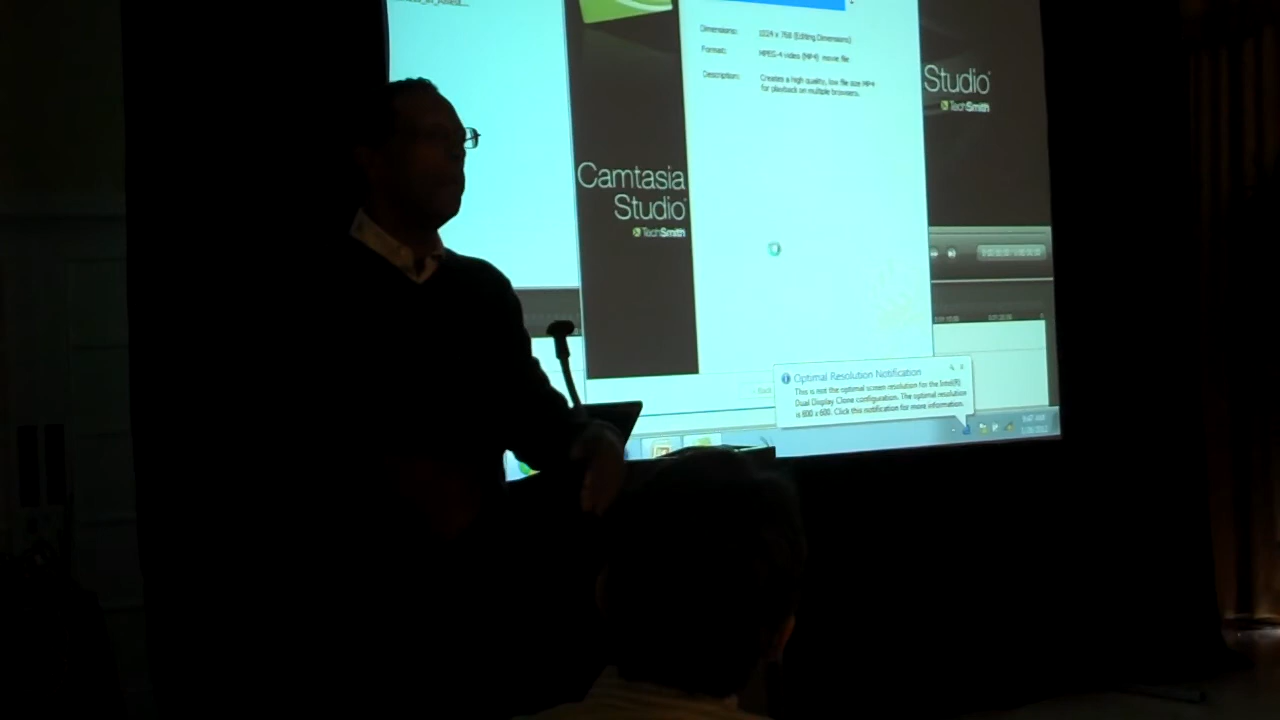 Dimensions: 1024 x 768 (Editing Dimensions)
Format: MPEG-4 video (MP4) movie file
Description: Creates a high quality, low file size MP4
for playback on multiple browsers.
Studio
TechSmith
Camtasia
Studio
TechSmith
Optimal Resolution Notification
This is not the optimal screen resolution for the Intel(R)
Dual Display Clone configuration. The optimal resolution
is 600 x 600. Click this notification for more information.